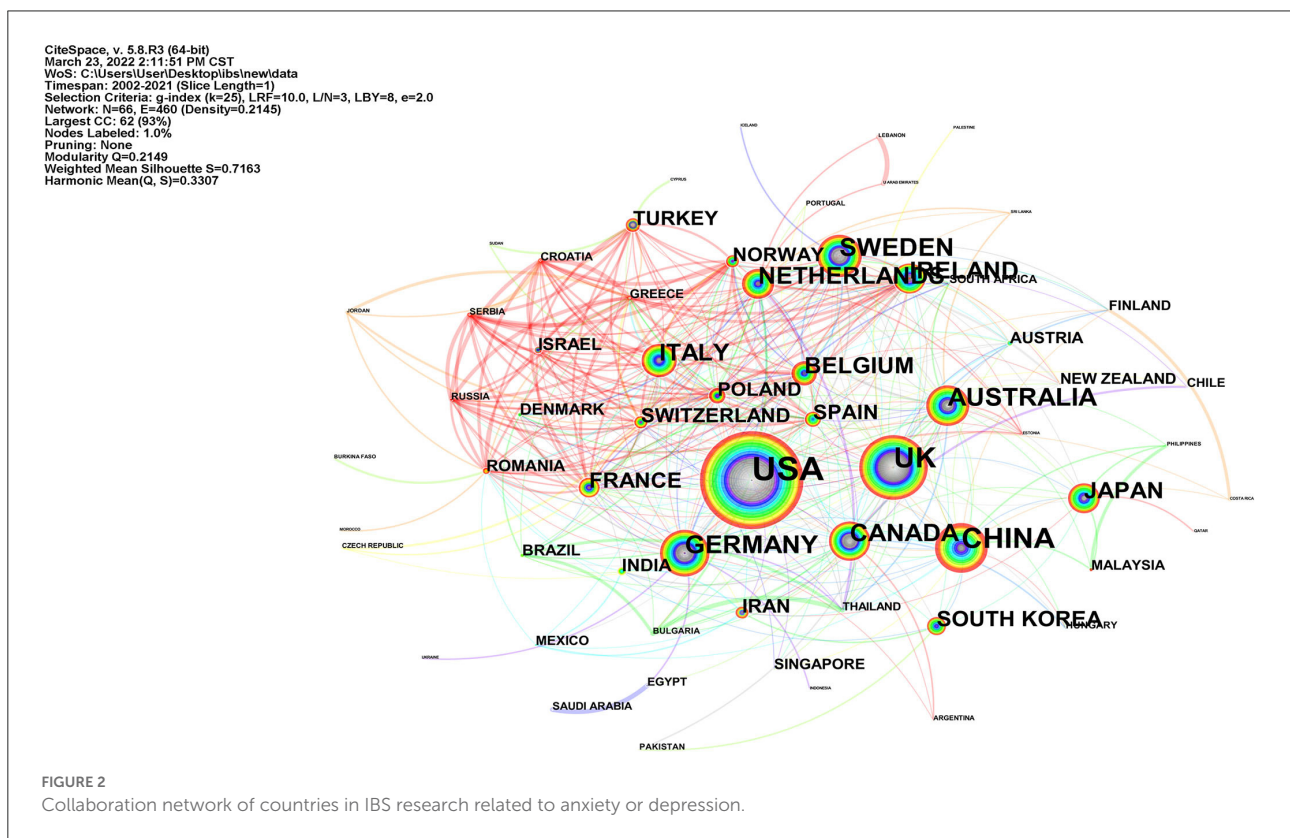 CiteSpace, v. 5.8.R3 (64-bit)
March 23, 2022 2:11:51 PM CST
WoS: C:\Users\User\Desktop\ibs\new\data
Timespan: 2002-2021 (Slice Length=1)
Selection Criteria: g-index (k=25), LRF=10.0, L/N=3, LBY=8, e=2.0
Network: N=66, E=460 (Density=0.2145)
Largest CC: 62 (93%)
Nodes Labeled: 1.0%
Pruning: None
Modularity Q=0.2149
Weighted Mean Silhouette S=0.7163
Harmonic Mean(Q, S)=0.3307
ICELAND
PALESTINE
LEBANON
CYPRUS
U ARAB EMIRATES
PORTUGAL
SRI LANKA
TURKEY
SUDAN
CROATIA
NORWAY
SWEDEN
NETHERLANDS
IRELAND
SOUTH AFRICA
GREECE
JORDAN
SERBIA
FINLAND
ISRAEL
ITALY
AUSTRIA
BELGIUM
POLAND
NEW ZEALAND
CHILE
RUSSIA
AUSTRALIA
DENMARK
SWITZERLAND
SPAIN
ESTONIA
PHILIPPINES
BURKINA FASO
ROMANIA
FRANCE
USA
UK
JAPAN
COSTA RICA
MOROCCO
CZECH REPUBLIC
QATAR
GERMANY
CANADA
CHINA
BRAZIL
INDIA
MALAYSIA
IRAN
THAILAND
SOUTH KOREA
HUNGARY
BULGARIA
MEXICO
UKRAINE
SINGAPORE
EGYPT
INDONESIA
SAUDI ARABIA
ARGENTINA
PAKISTAN
FIGURE 2
Collaboration network of countries in IBS research related to anxiety or depression.